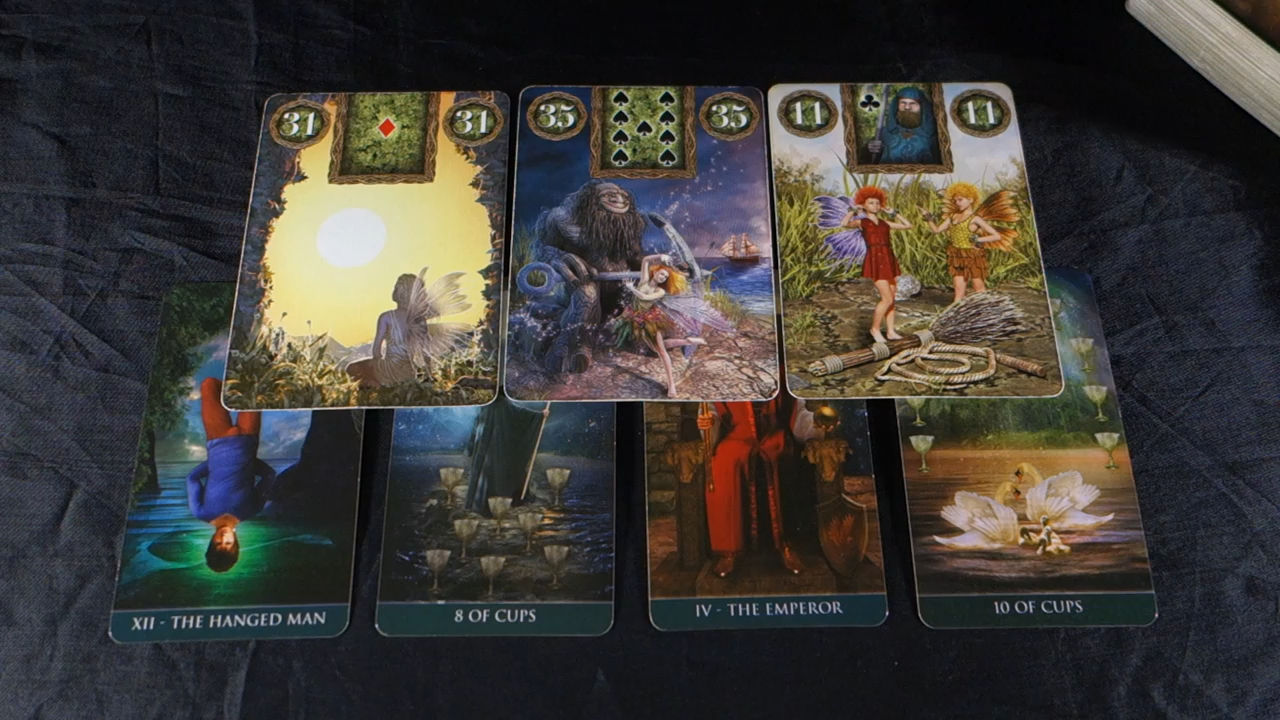 31 31
35 35
11 11
XII - THE HANGED MAN
8 OF CUPS
IV - THE EMPEROR
10 OF CUPS